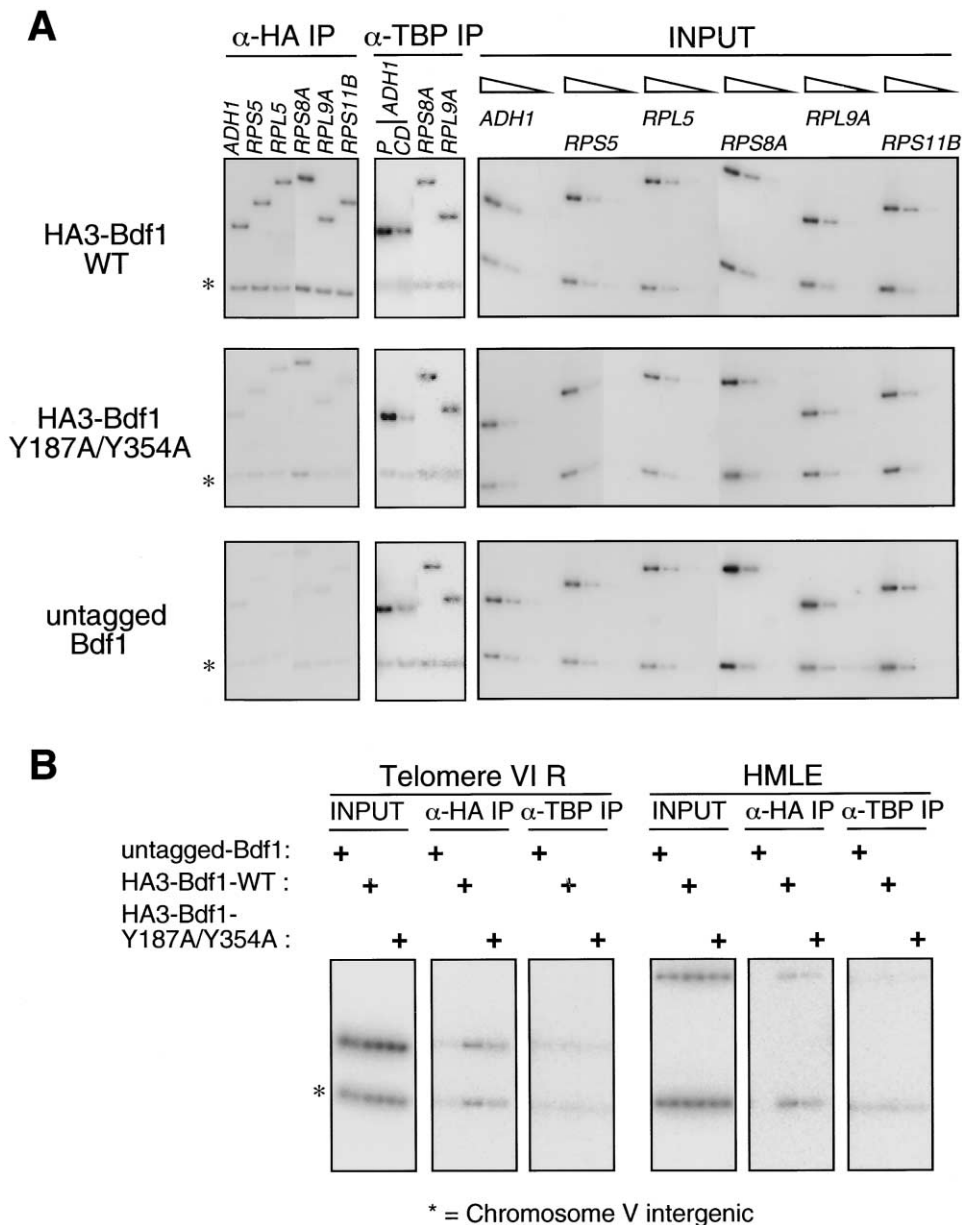 A
α-HA IP
α-TBP IP
INPUT
ADH1
RPS5
RPL5
RPS8A
RPL9A
RPS11B
P
CD
ADH1
RPS8A
RPL9A
ADH1
RPS5
RPL5
RPS8A
RPL9A
RPS11B
HA3-Bdf1
WT
*
HA3-Bdf1
Y187A/Y354A
*
untagged
Bdf1
*
B
Telomere VI R
HMLE
INPUT α-HA IP α-TBP IP INPUT α-HA IP α-TBP IP
untagged-Bdf1: + + + + + +
HA3-Bdf1-WT : + + + + + +
HA3-Bdf1-
Y187A/Y354A : + + + + + +
*
* = Chromosome V intergenic